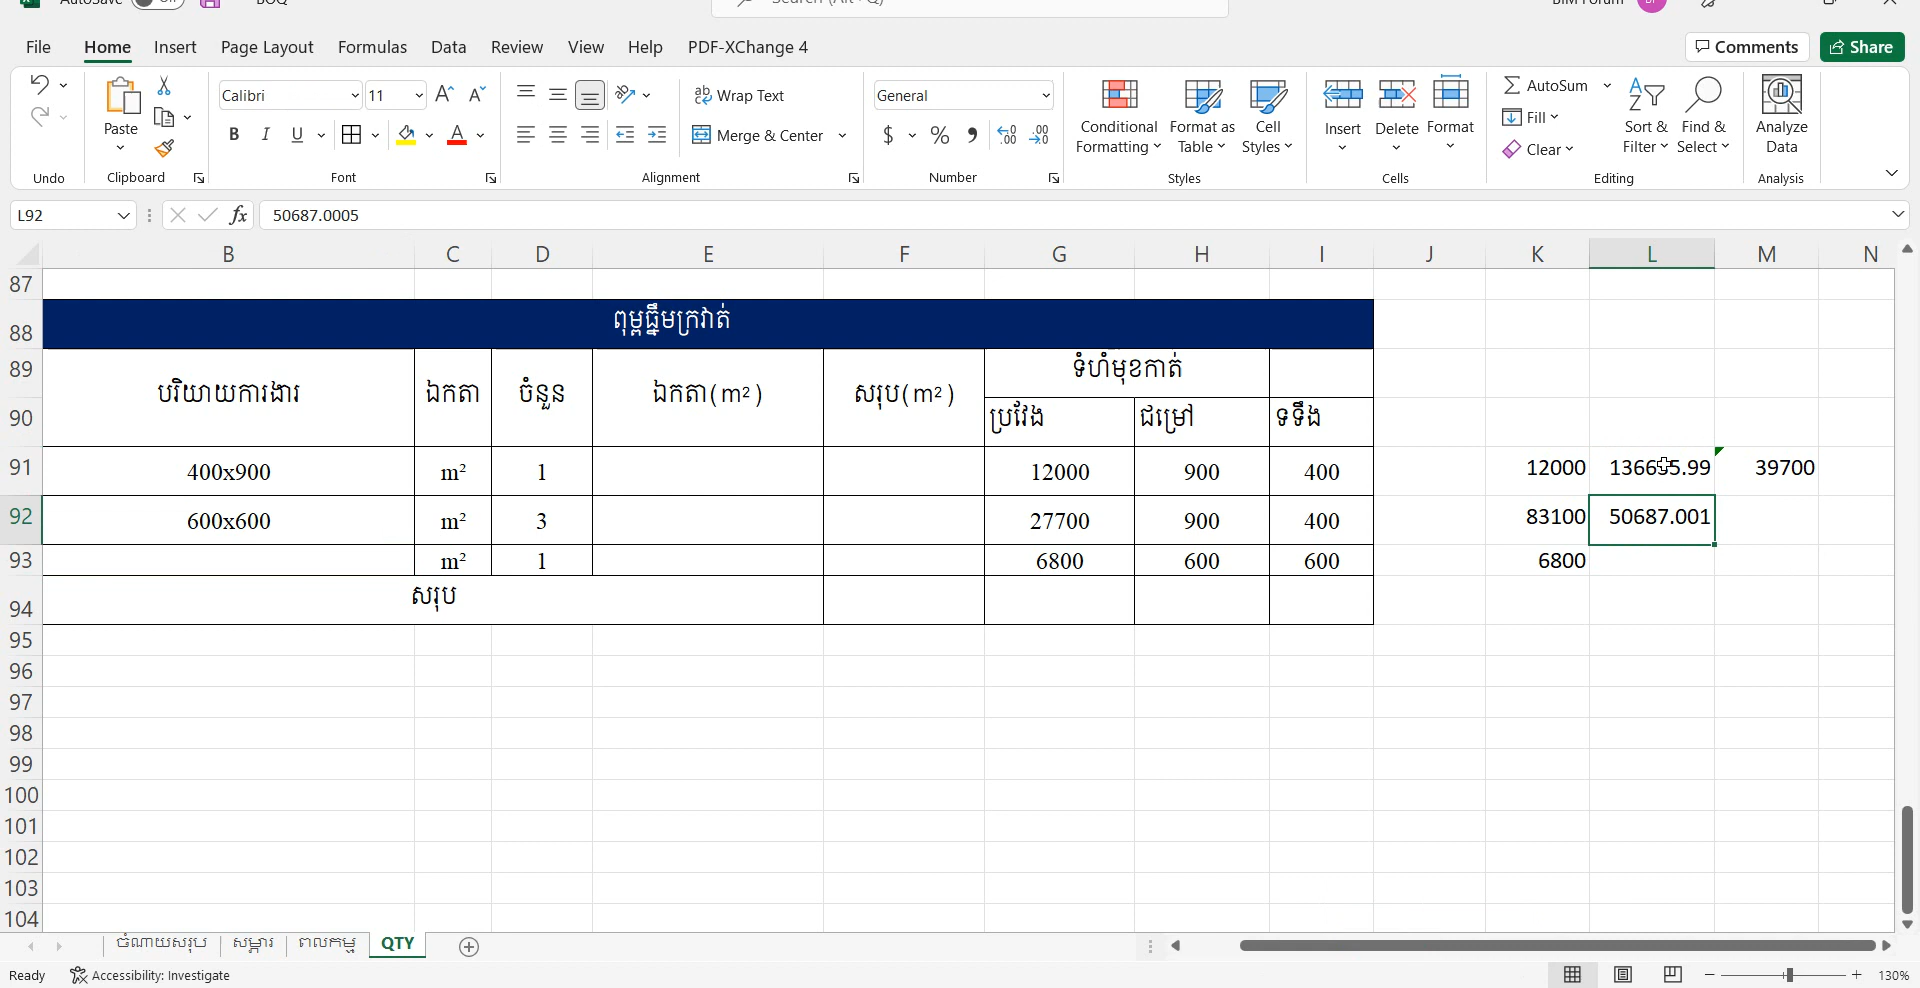 File Home Insert Page Layout Formulas Data Review View Help PDF-XChange 4 Comments Share
Calibri 11 Wrap Text General AutoSum
Paste Merge & Center Conditional Formatting Format as Table Cell Styles Insert Delete Format Fill Clear Sort & Filter Find & Select Analyze Data
Undo Clipboard Font Alignment Number Styles Cells Editing Analysis
L92 fx 50687.0005
B C D E F G H I J K L M N
87
88 ពុម្ពធ្នឹមក្រវាត់
89 ទំហំមុខកាត់
បរិយាយការងារ ឯកតា ចំនួន ឯកតា(m²) សរុប(m²)
90 ប្រវែង ជម្រៅ ទទឹង
91 400x900 m² 1 12000 900 400 12000 39700
92 600x600 m² 3 27700 900 400 83100 50687.001
93 m² 1 6800 600 600 6800
94 សរុប
95
96
97
98
99
100
101
102
103
104
ចំណាយសរុប សម្ភារ ពលកម្ម QTY
Ready Accessibility: Investigate 130%